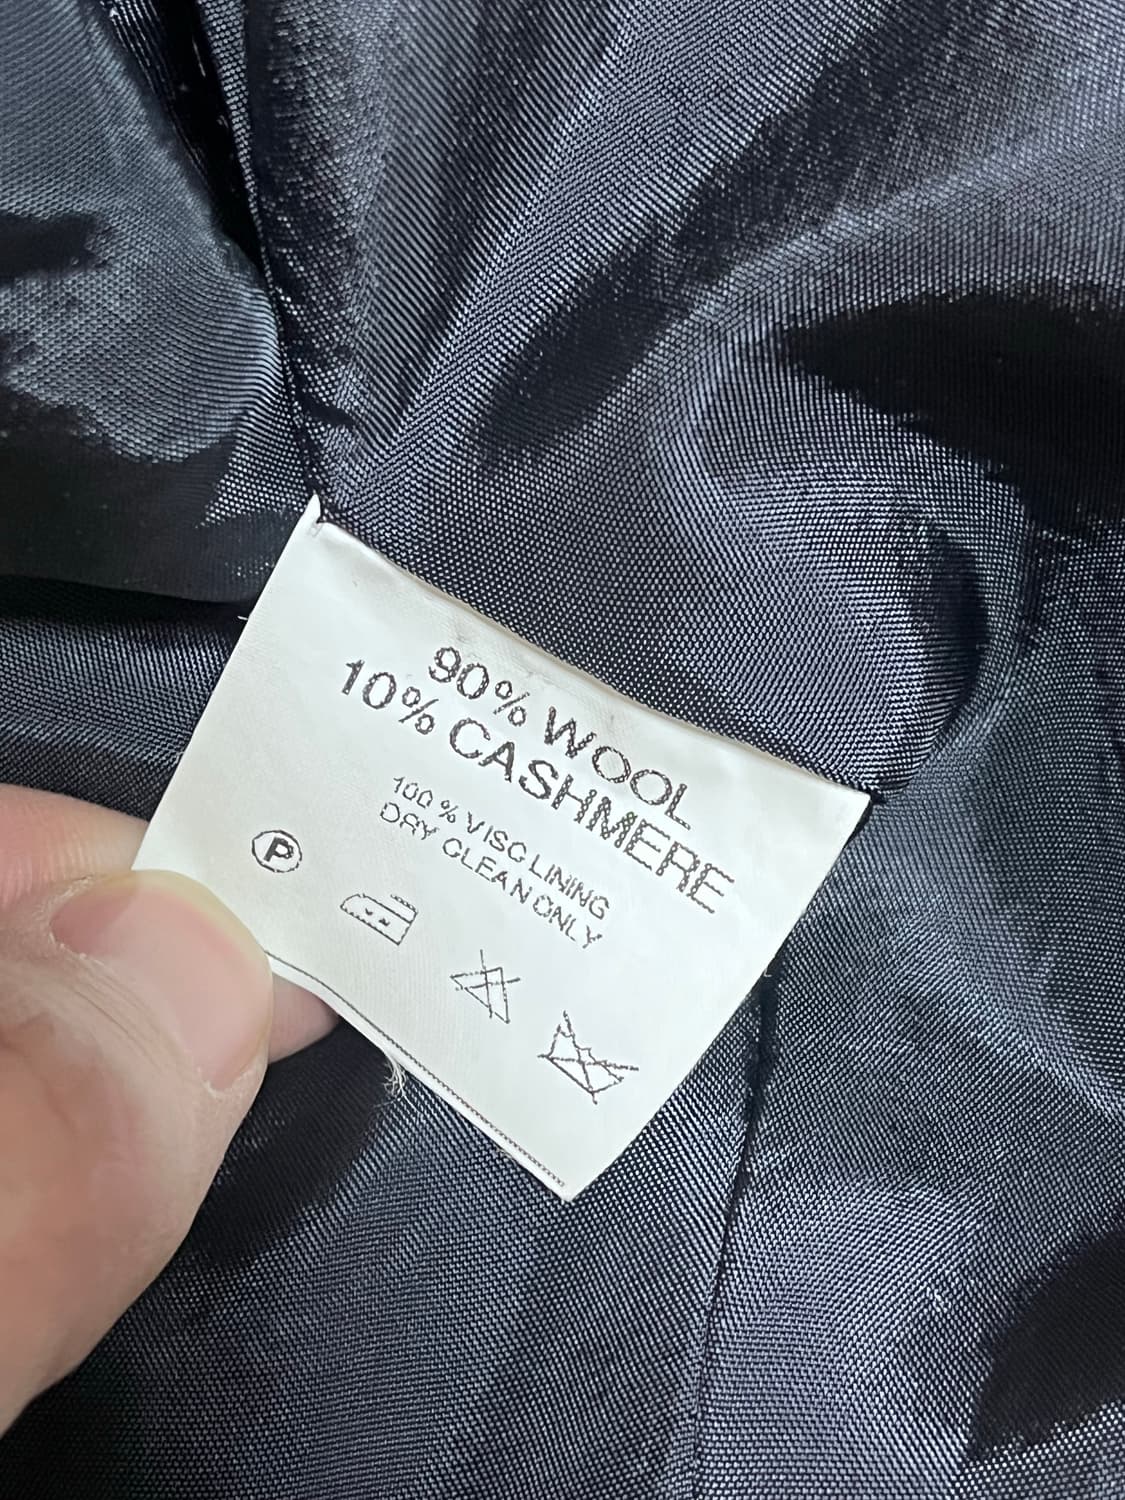 90% WOOL
10% CASHMERE
100 % VISC LINING
DRY CLEAN ONLY
P